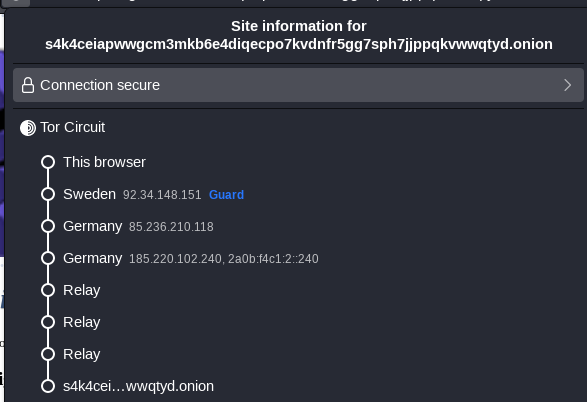 Site information for
s4k4ceiapwwgcm3mkb6e4diqecpo7kvdnfr5gg7sph7jjppqkvwwqtyd.onion
Connection secure
Tor Circuit
This browser
Sweden 92.34.148.151 Guard
Germany 85.236.210.118
Germany 185.220.102.240, 2a0b:f4c1:2::240
Relay
Relay
Relay
s4k4cei…wwqtyd.onion